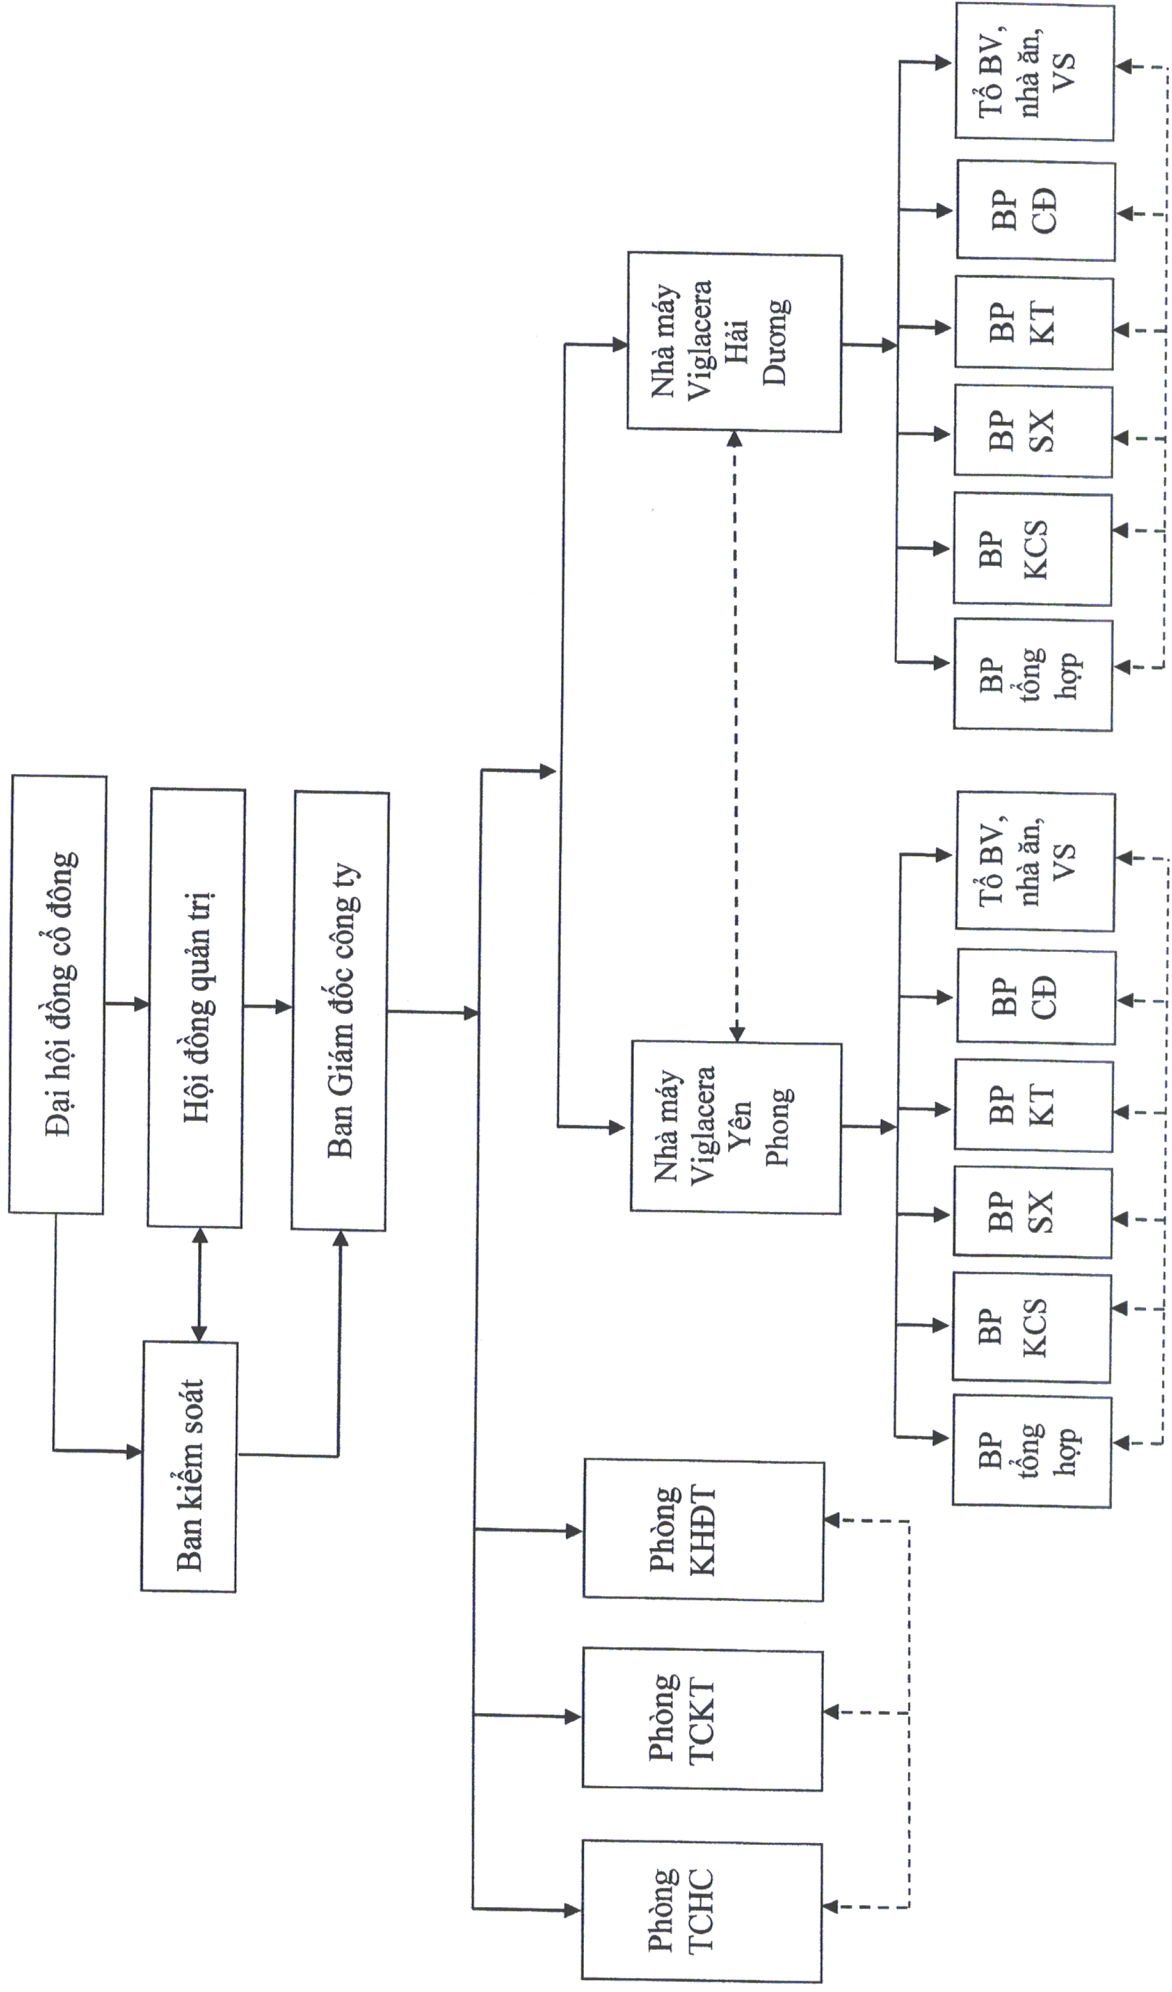 Đại hội đồng cổ đông
Ban kiểm soát
Hội đồng quản trị
Ban Giám đốc công ty
Phòng
TCHC
Phòng
TCKT
Phòng
KHĐT
Nhà máy
Viglacera
Yên
Phong
Nhà máy
Viglacera
Hải
Dương
BP
tổng
hợp
BP
KCS
BP
SX
BP
KT
BP
CĐ
Tổ BV,
nhà ăn,
VS
BP
tổng
hợp
BP
KCS
BP
SX
BP
KT
BP
CĐ
Tổ BV,
nhà ăn,
VS